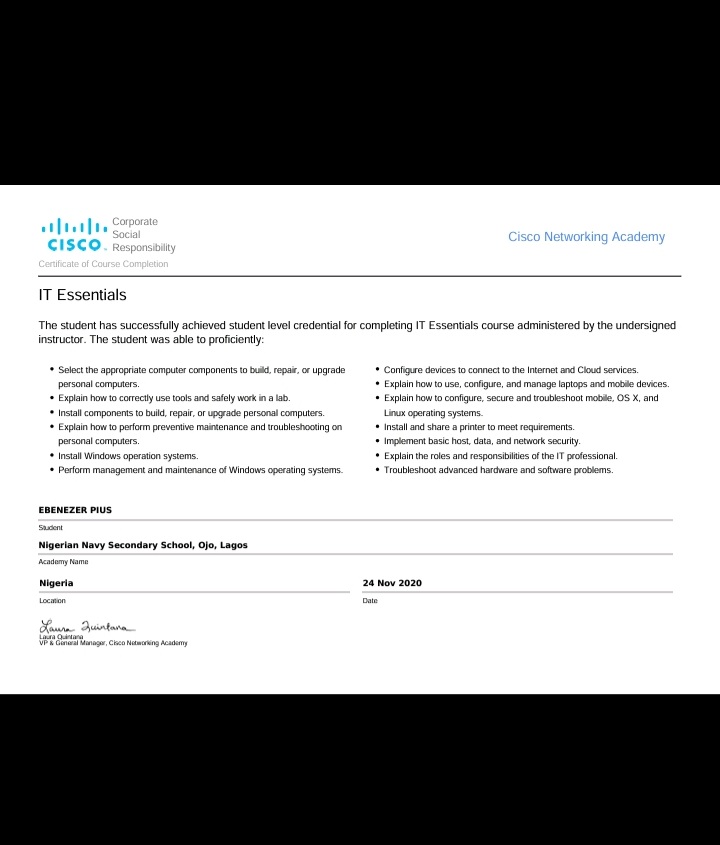 Corporate
Social
Responsibility
CISCO.
Cisco Networking Academy
Certificate of Course Completion
IT Essentials
The student has successfully achieved student level credential for completing IT Essentials course administered by the undersigned
instructor. The student was able to proficiently:
• Select the appropriate computer components to build, repair, or upgrade
personal computers.
• Explain how to correctly use tools and safely work in a lab.
• Install components to build, repair, or upgrade personal computers.
• Explain how to perform preventive maintenance and troubleshooting on
personal computers.
• Install Windows operation systems.
• Perform management and maintenance of Windows operating systems.
• Configure devices to connect to the Internet and Cloud services.
• Explain how to use, configure, and manage laptops and mobile devices.
• Explain how to configure, secure and troubleshoot mobile, OS X, and
Linux operating systems.
• Install and share a printer to meet requirements.
• Implement basic host, data, and network security.
• Explain the roles and responsibilities of the IT professional.
• Troubleshoot advanced hardware and software problems.
EBENEZER PIUS
Student
Nigerian Navy Secondary School, Ojo, Lagos
Academy Name
Nigeria
Location
24 Nov 2020
Date
Laura Quintana
Laura Quintana
VP & General Manager, Cisco Networking Academy